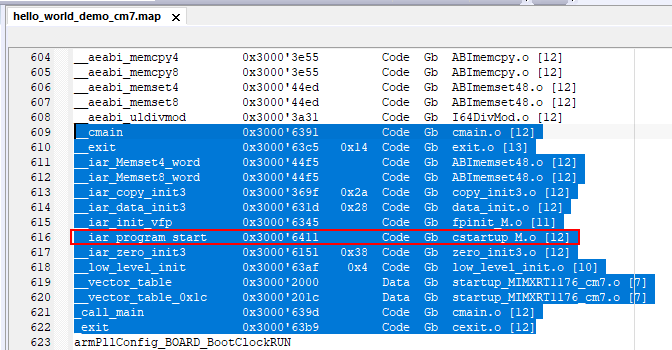 hello_world_demo_cm7.map ×
604 __aeabi_memcpy4 0x3000'3e55 Code Gb ABImemcpy.o [12]
605 __aeabi_memcpy8 0x3000'3e55 Code Gb ABImemcpy.o [12]
606 __aeabi_memset4 0x3000'44ed Code Gb ABImemset48.o [12]
607 __aeabi_memset8 0x3000'44ed Code Gb ABImemset48.o [12]
608 __aeabi_uldivmod 0x3000'3a31 Code Gb I64DivMod.o [12]
609 __cmain 0x3000'6391 Code Gb cmain.o [12]
610 __exit 0x3000'63c5 0x14 Code Gb exit.o [13]
611 __iar_Memset4_word 0x3000'44f5 Code Gb ABImemset48.o [12]
612 __iar_Memset8_word 0x3000'44f5 Code Gb ABImemset48.o [12]
613 __iar_copy_init3 0x3000'369f 0x2a Code Gb copy_init3.o [12]
614 __iar_data_init3 0x3000'631d 0x28 Code Gb data_init.o [12]
615 __iar_init_vfp 0x3000'6345 Code Gb fpinit_M.o [11]
616 __iar_program_start 0x3000'6411 Code Gb cstartup_M.o [12]
617 __iar_zero_init3 0x3000'6151 0x38 Code Gb zero_init3.o [12]
618 __low_level_init 0x3000'63af 0x4 Code Gb low_level_init.o [10]
619 __vector_table 0x3000'2000 Data Gb startup_MIMXRT1176_cm7.o [7]
620 __vector_table_0x1c 0x3000'201c Data Gb startup_MIMXRT1176_cm7.o [7]
621 _call_main 0x3000'639d Code Gb cmain.o [12]
622 _exit 0x3000'63b9 Code Gb cexit.o [12]
623 armPllConfig_BOARD_BootClockRUN